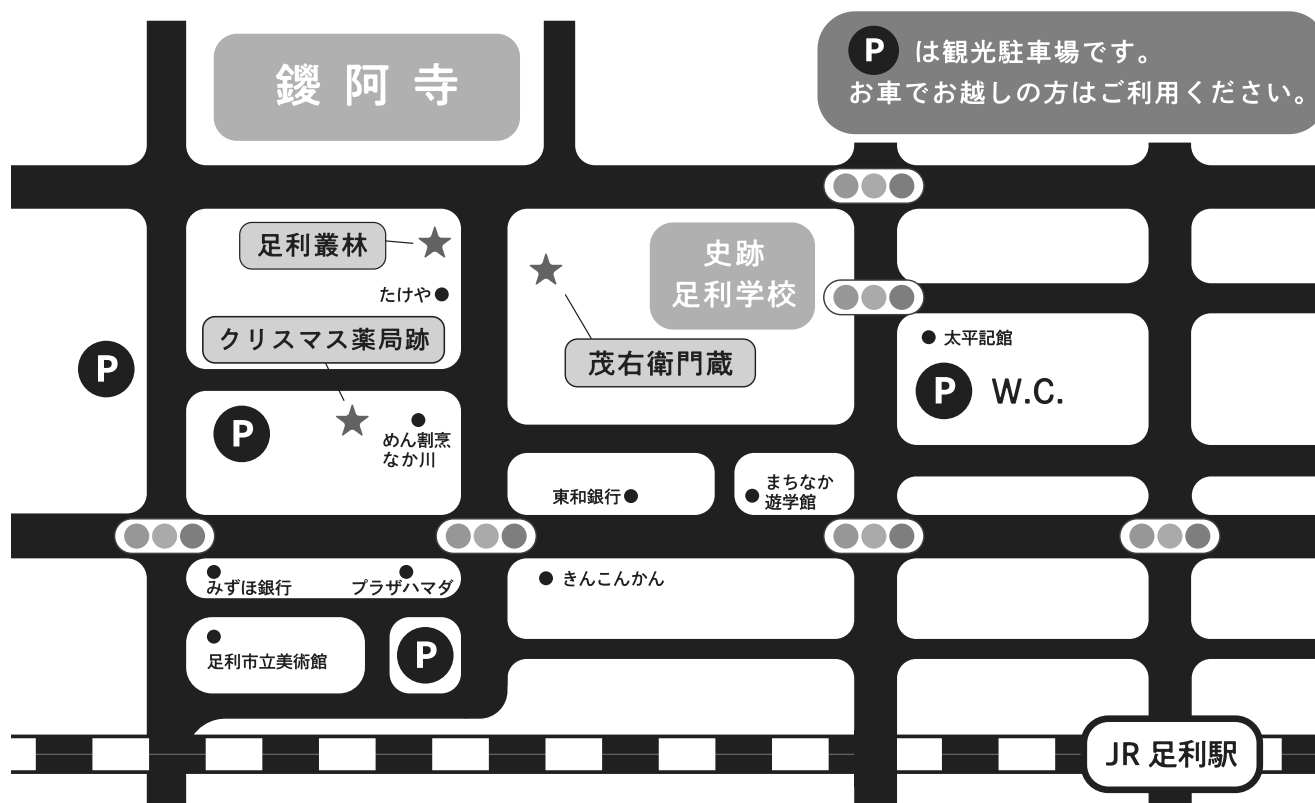 鑁阿寺
P は観光駐車場です。
お車でお越しの方はご利用ください。
足利叢林
たけや
クリスマス薬局跡
史跡
足利学校
茂右衛門蔵
太平記館
P W.C.
P
P
めん割烹
なか川
東和銀行
まちなか
遊学館
みずほ銀行
プラザハマダ
きんこんかん
足利市立美術館
P
JR 足利駅